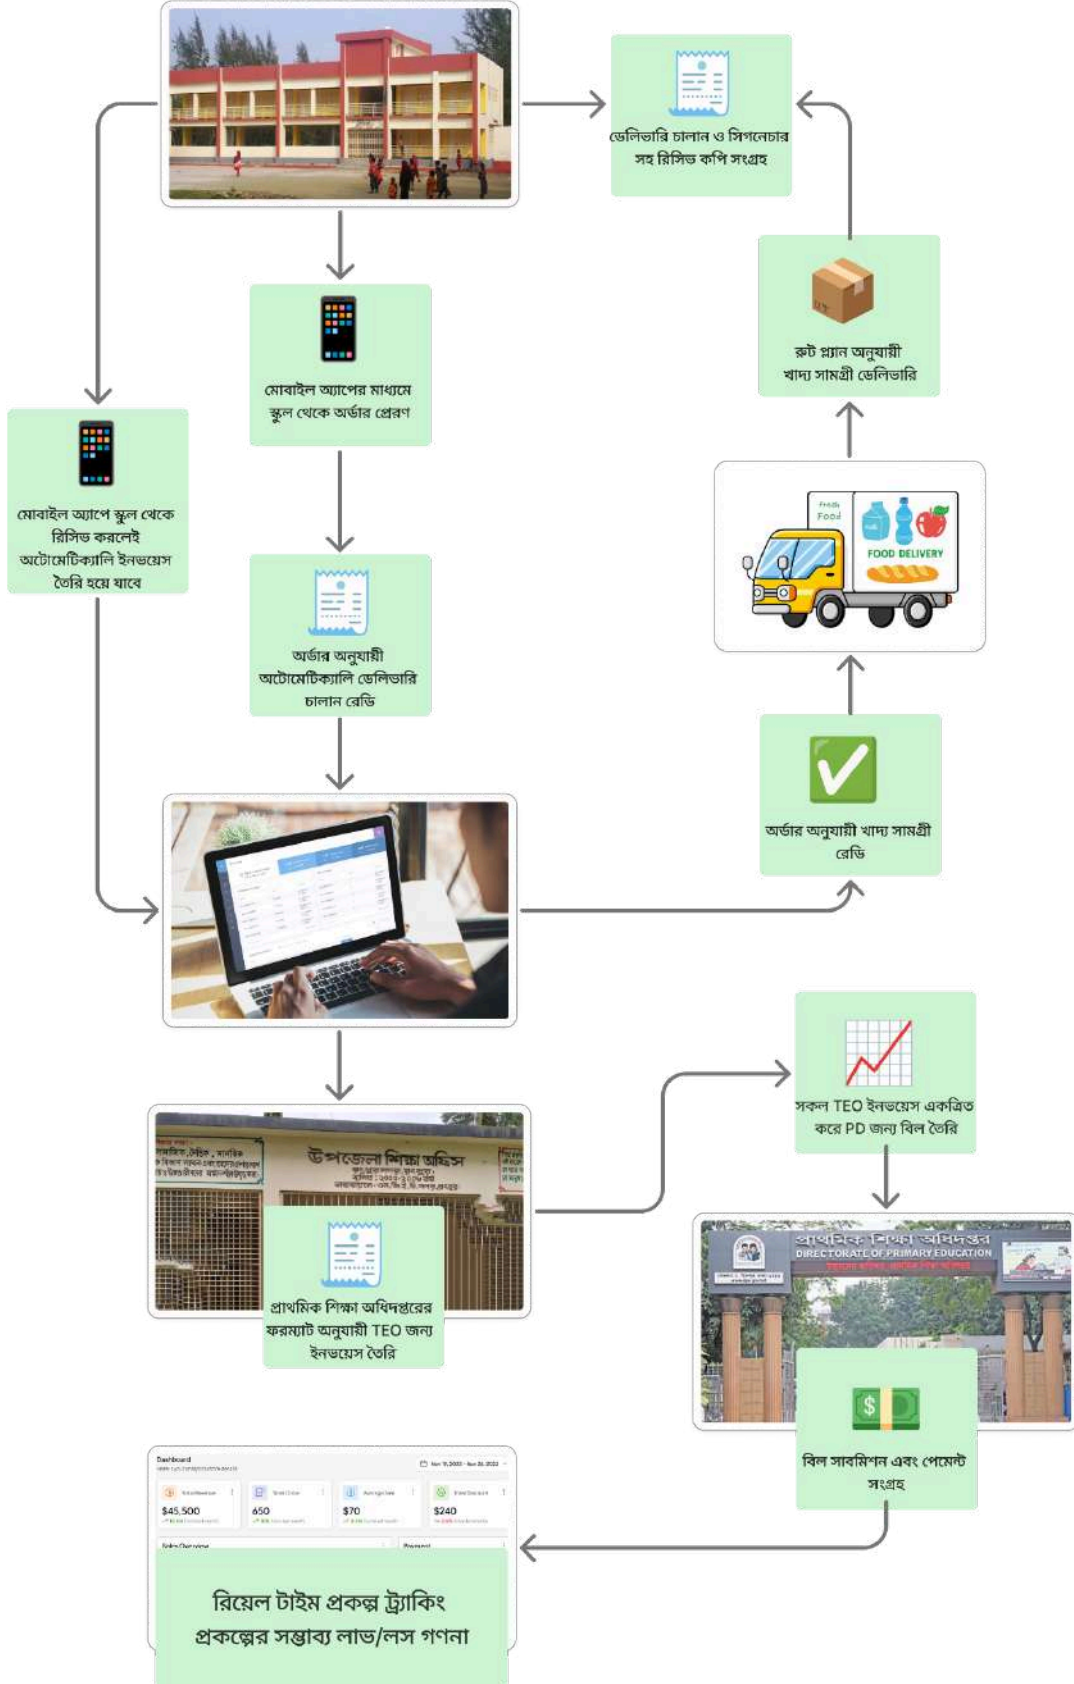 ডেলিভারি চালান ও সিগনেচার
সহ রিসিভ কপি সংগ্রহ
রুট প্ল্যান অনুযায়ী
খাদ্য সামগ্রী ডেলিভারি
মোবাইল অ্যাপের মাধ্যমে
স্কুল থেকে অর্ডার প্রেরণ
মোবাইল অ্যাপে স্কুল থেকে
রিসিভ করলেই
অটোমেটিক্যালি ইনভয়েস
তৈরি হয়ে যাবে
Fresh
Food
FOOD DELIVERY
অর্ডার অনুযায়ী
অটোমেটিক্যালি ডেলিভারি
চালান রেডি
অর্ডার অনুযায়ী খাদ্য সামগ্রী
রেডি
সকল TEO ইনভয়েস একত্রিত
করে PD জন্য বিল তৈরি
উপজেলা শিক্ষা অফিস
প্রাথমিক শিক্ষা অধিদপ্তরের
ফরম্যাট অনুযায়ী TEO জন্য
ইনভয়েস তৈরি
প্রাথমিক শিক্ষা অধিদপ্তর
DIRECTORATE OF PRIMARY EDUCATION
বিল সাবমিশন এবং পেমেন্ট
সংগ্রহ
Dashboard
$45,500
650
$70
$240
রিয়েল টাইম প্রকল্প ট্র্যাকিং
প্রকল্পের সম্ভাব্য লাভ/লস গণনা